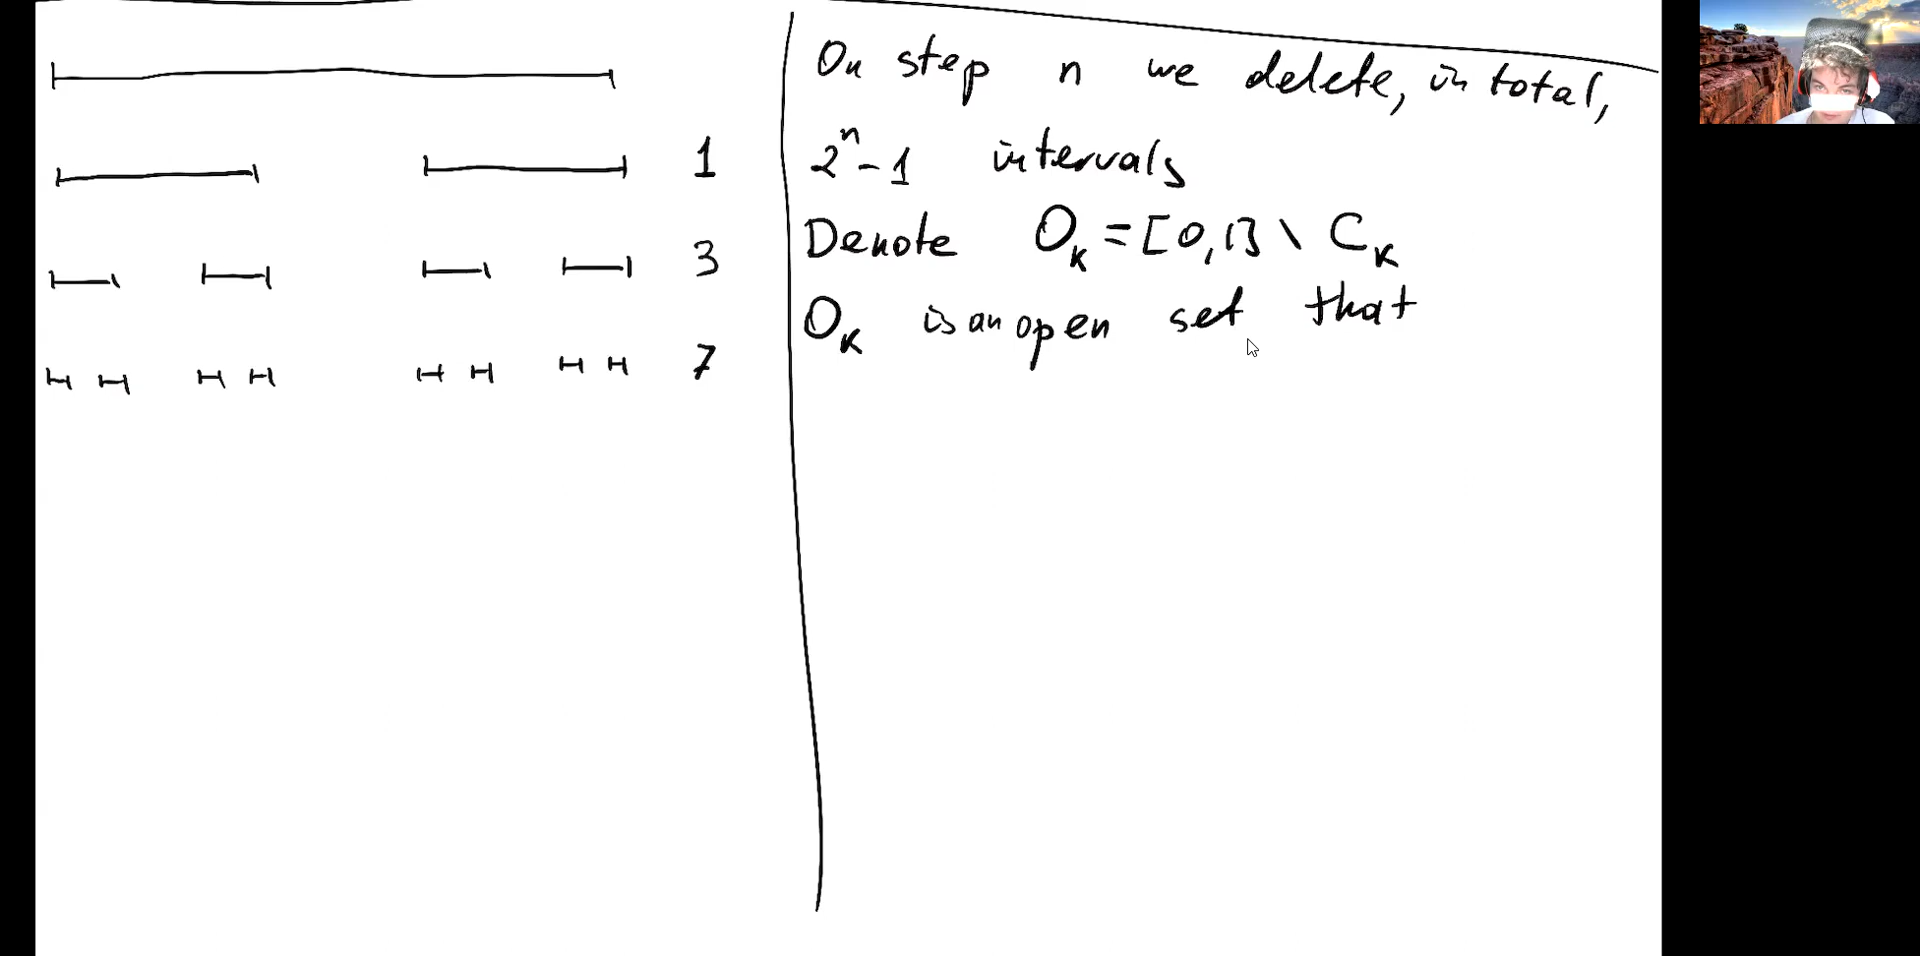 On step n we delete, in total,
1
2ⁿ - 1 intervals
Denote Oₖ = [0,1] \ Cₖ
3
Oₖ is an open set that
7